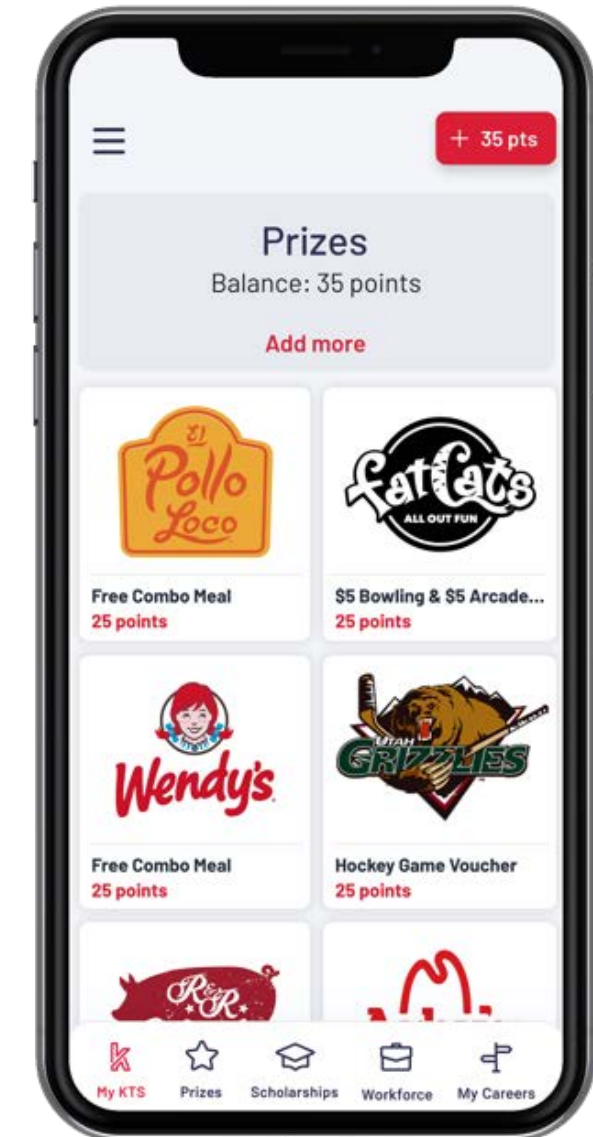 + 35 pts
Prizes
Balance: 35 points
Add more
El
Pollo
Loco
Free Combo Meal
25 points
fatCats
ALL OUT FUN
$5 Bowling & $5 Arcade...
25 points
Wendy's
Free Combo Meal
25 points
UTAH
GRIZZLIES
Hockey Game Voucher
25 points
R&R
My KTS
Prizes
Scholarships
Workforce
My Careers